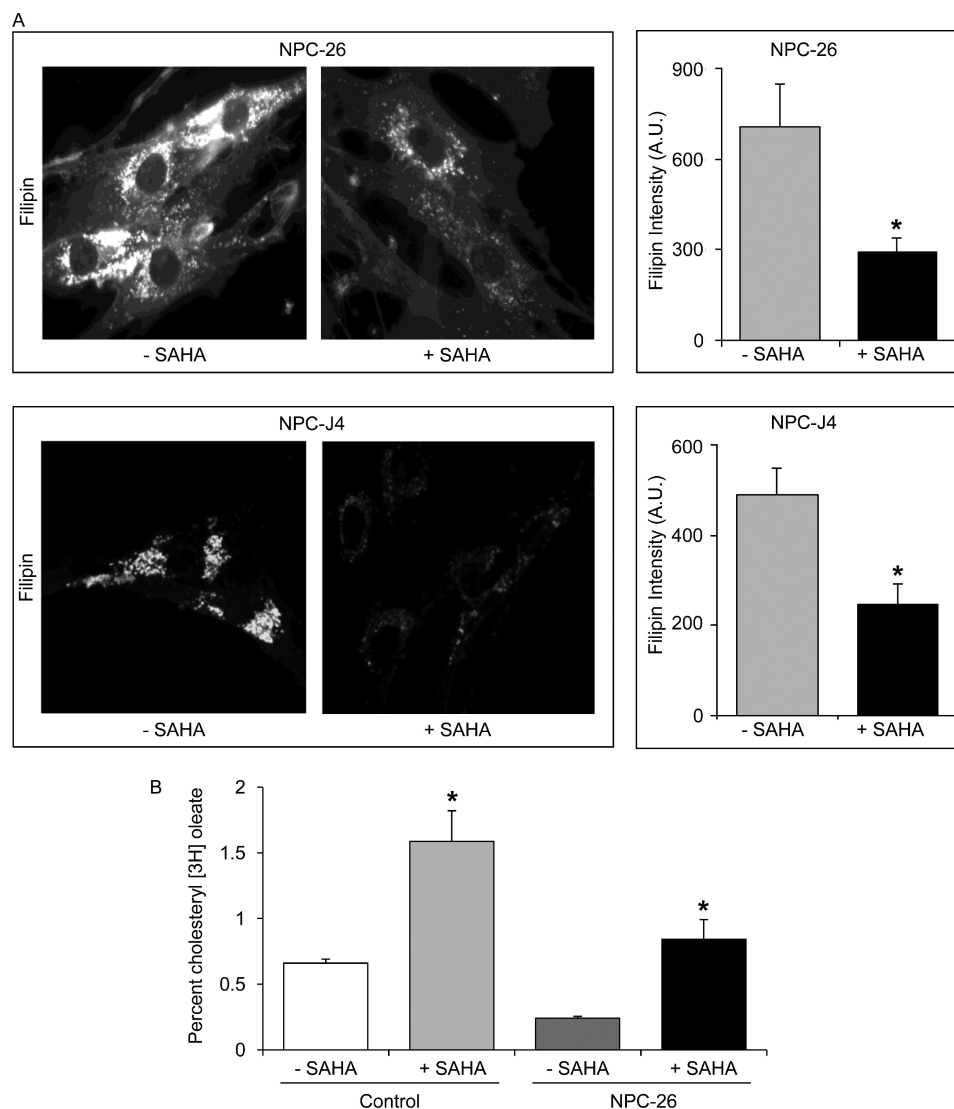 A
NPC-26
Filipin
- SAHA
+ SAHA
NPC-26
Filipin Intensity (A.U.)
900
600
300
0
*
- SAHA
+ SAHA
NPC-J4
Filipin
- SAHA
+ SAHA
NPC-J4
Filipin Intensity (A.U.)
600
400
200
0
*
- SAHA
+ SAHA
B
Percent cholesteryl [3H] oleate
2
1.5
1
0.5
0
*
*
- SAHA
+ SAHA
- SAHA
+ SAHA
Control
NPC-26